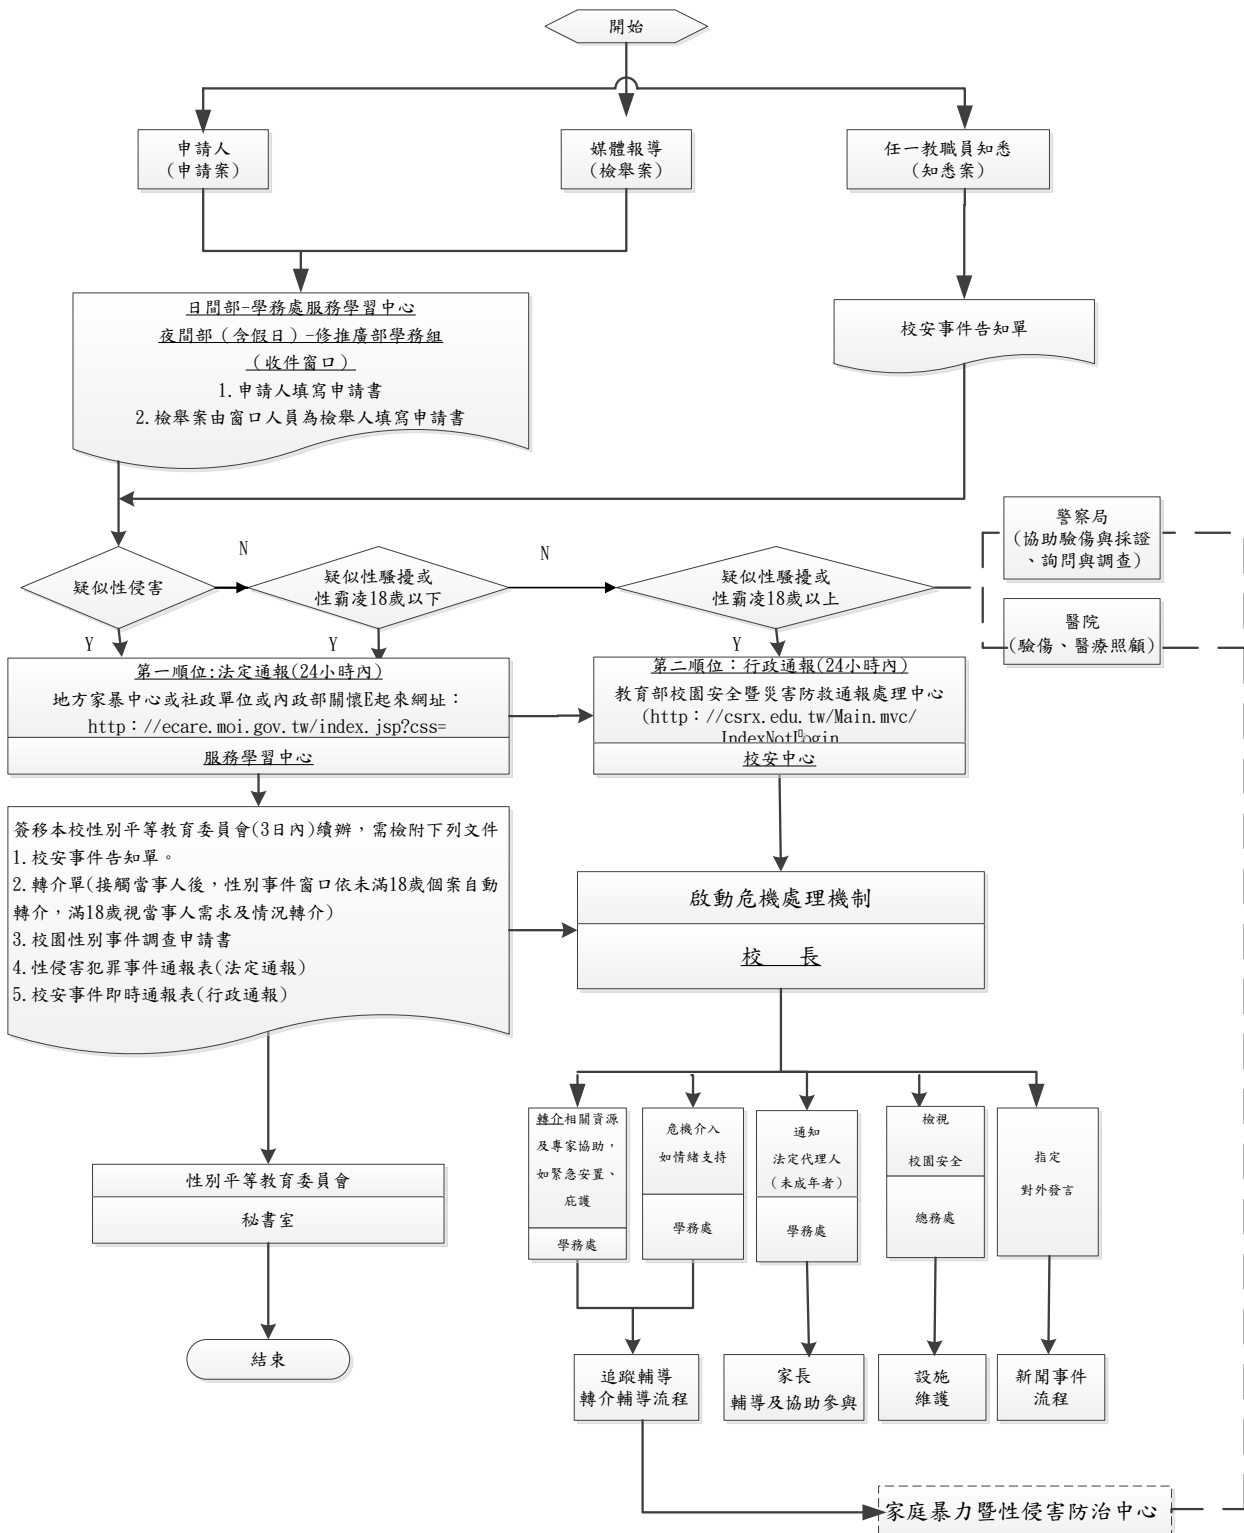 開始
申請人
(申請案)
媒體報導
(檢舉案)
任一教職員知悉
(知悉案)
日間部-學務處服務學習中心
夜間部（含假日）-修推廣部學務組
（收件窗口）
1.申請人填寫申請書
2.檢舉案由窗口人員為檢舉人填寫申請書
校安事件告知單
疑似性侵害
N
疑似性騷擾或
性霸凌18歲以下
N
疑似性騷擾或
性霸凌18歲以上
警察局
(協助驗傷與採證
、詢問與調查)
醫院
(驗傷、醫療照顧)
Y
Y
Y
第一順位:法定通報(24小時內)
地方家暴中心或社政單位或內政部關懷E起來網址：
http：//ecare.moi.gov.tw/index.jsp?css=
服務學習中心
第二順位：行政通報(24小時內)
教育部校園安全暨災害防救通報處理中心
(http：//csrx.edu.tw/Main.mvc/
IndexNotLogin
校安中心
簽移本校性別平等教育委員會(3日內)續辦，需檢附下列文件
1.校安事件告知單。
2.轉介單(接觸當事人後，性別事件窗口依未滿18歲個案自動
轉介，滿18歲視當事人需求及情況轉介)
3.校園性別事件調查申請書
4.性侵害犯罪事件通報表(法定通報)
5.校安事件即時通報表(行政通報)
啟動危機處理機制
校 長
轉介相關資源
及專家協助，
如緊急安置、
庇護
學務處
危機介入
如情緒支持
學務處
通知
法定代理人
（未成年者）
學務處
檢視
校園安全
總務處
指定
對外發言
性別平等教育委員會
秘書室
結束
追蹤輔導
轉介輔導流程
家長
輔導及協助參與
設施
維護
新聞事件
流程
家庭暴力暨性侵害防治中心